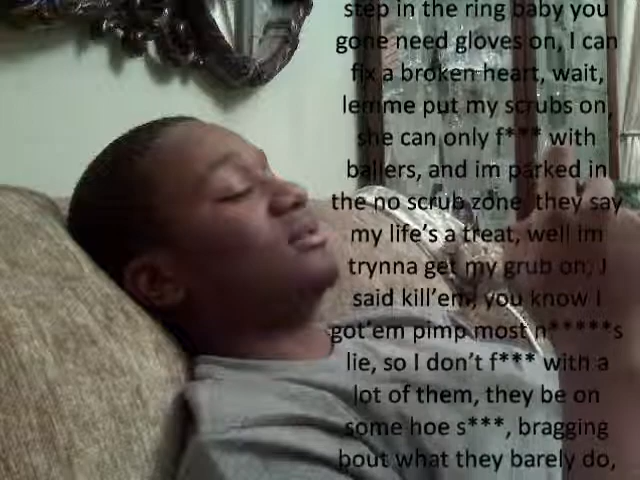 step in the ring baby you
gone need gloves on, I can
fix a broken heart, wait,
lemme put my scrubs on,
she can only f*** with
ballers, and im parked in
the no scrub zone, they say
my life's a treat, well im
trynna get my grub on, I
said kill'em, you know I
got'em pimp most n*****s
lie, so I don't f*** with a
lot of them, they be on
some hoe s***, bragging
bout what they barely do,